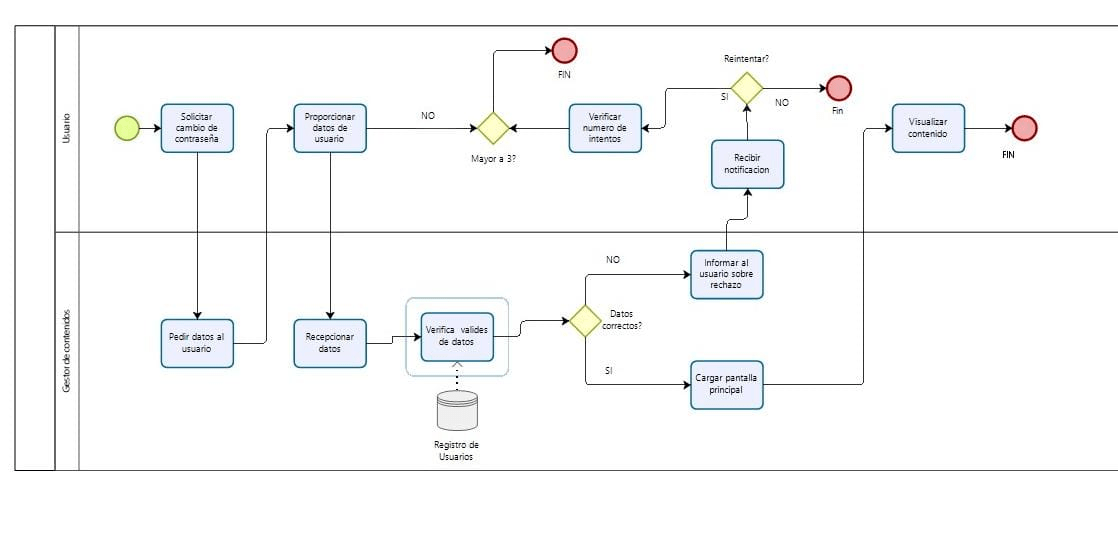 Usuario
Solicitar
cambio de
contraseña
Proporcionar
datos de
usuario
NO
Mayor a 3?
FIN
Verificar
numero de
intentos
Reintentar?
SI
NO
Fin
Recibir
notificacion
Visualizar
contenido
FIN
Gestor de contenidos
Pedir datos al
usuario
Recepcionar
datos
Verifica valides
de datos
Registro de
Usuarios
NO
Datos
correctos?
SI
Informar al
usuario sobre
rechazo
Cargar pantalla
principal